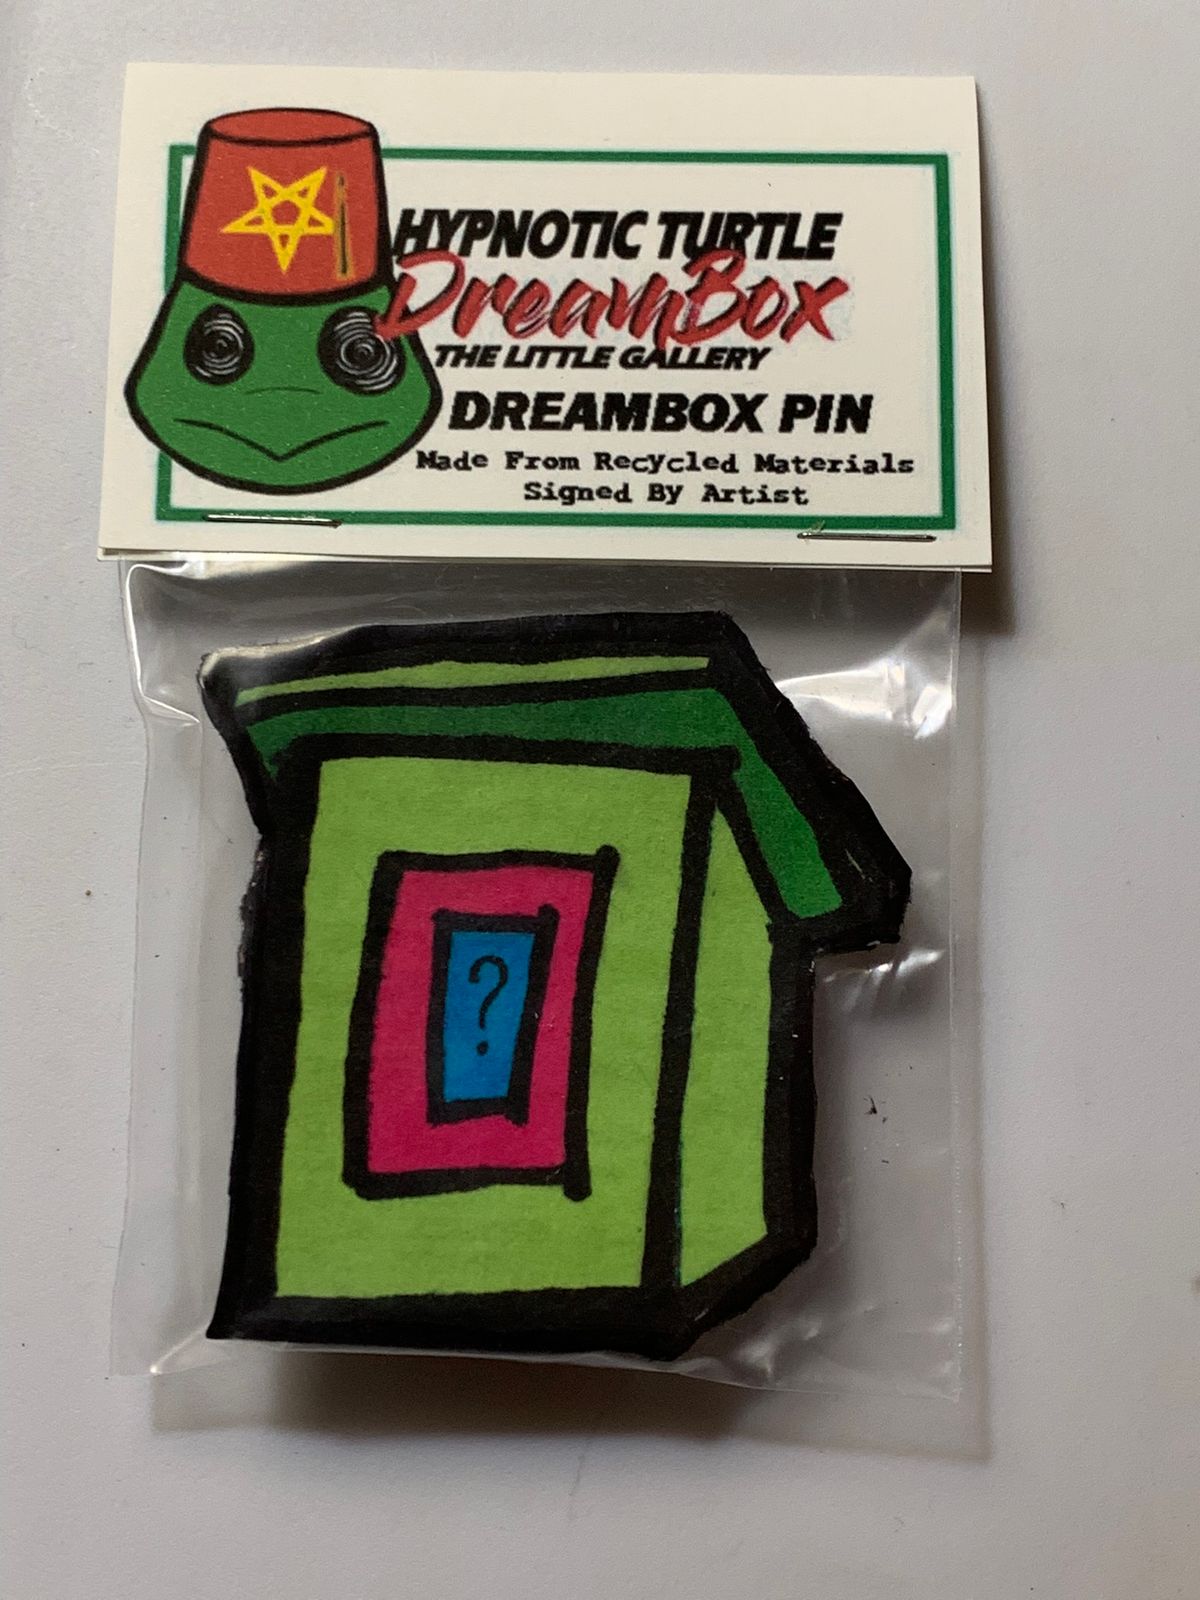 HYPNOTIC TURTLE
DreamBox
THE LITTLE GALLERY
DREAMBOX PIN
Made From Recycled Materials
Signed By Artist
?